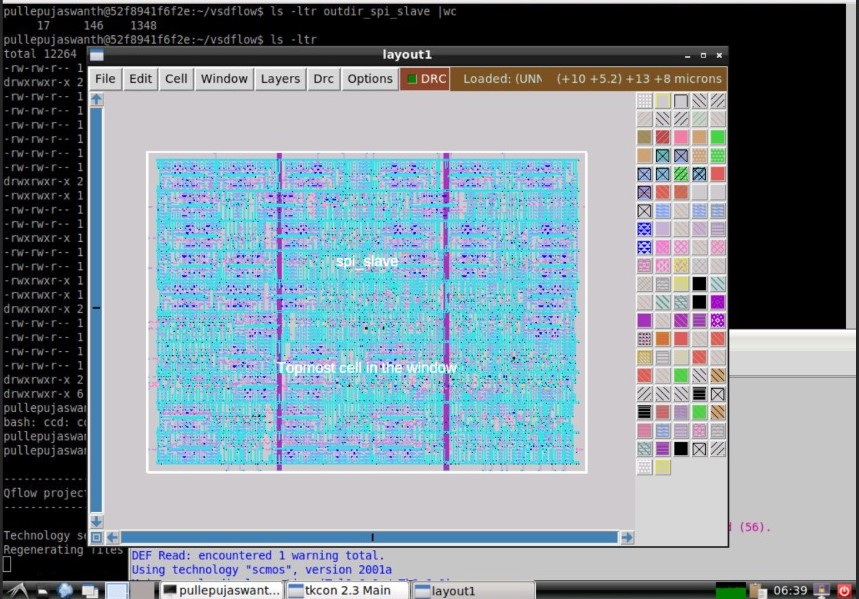 pullepujaswanth@52f8941f6f2e:~/vsdflow$ ls -ltr outdir_spi_slave |wc
17 146 1348
pullepujaswanth@52f8941f6f2e:~/vsdflow$ ls -ltr
total 12264
layout1
-rw-rw-r-- 1
File Edit Cell Window Layers Drc Options DRC Loaded: (UNN (+10 +5.2) +13 +8 microns
drwxrwxr-x 2
-rw-rw-r-- 1
-rw-rw-r-- 1
-rw-rw-r-- 1
-rw-rw-r-- 1
-rw-rw-r-- 1
-rw-rw-r-- 1
drwxrwxr-x 2
-rwxrwxr-x 1
-rw-rw-r-- 1
-rw-rw-r-- 1
-rwxrwxr-x 1
-rw-rw-r-- 1
spi_slave
-rw-rw-r-- 1
-rwxrwxr-x 1
-rwxrwxr-x 1
drwxrwxr-x 2
-rw-rw-r-- 1
-rw-rw-r-- 1
-rw-rw-r-- 1
-rw-rw-r-- 1
Topmost cell in the window
drwxrwxr-x 2
drwxrwxr-x 6
pullepujaswan
bash: ccd: co
pullepujaswan
pullepujaswan
Qflow project
(56).
Technology se
Regenerating files
DEF Read: encountered 1 warning total.
Using technology "scmos", version 2001a
pullepujaswant... tkcon 2.3 Main layout1 06:39